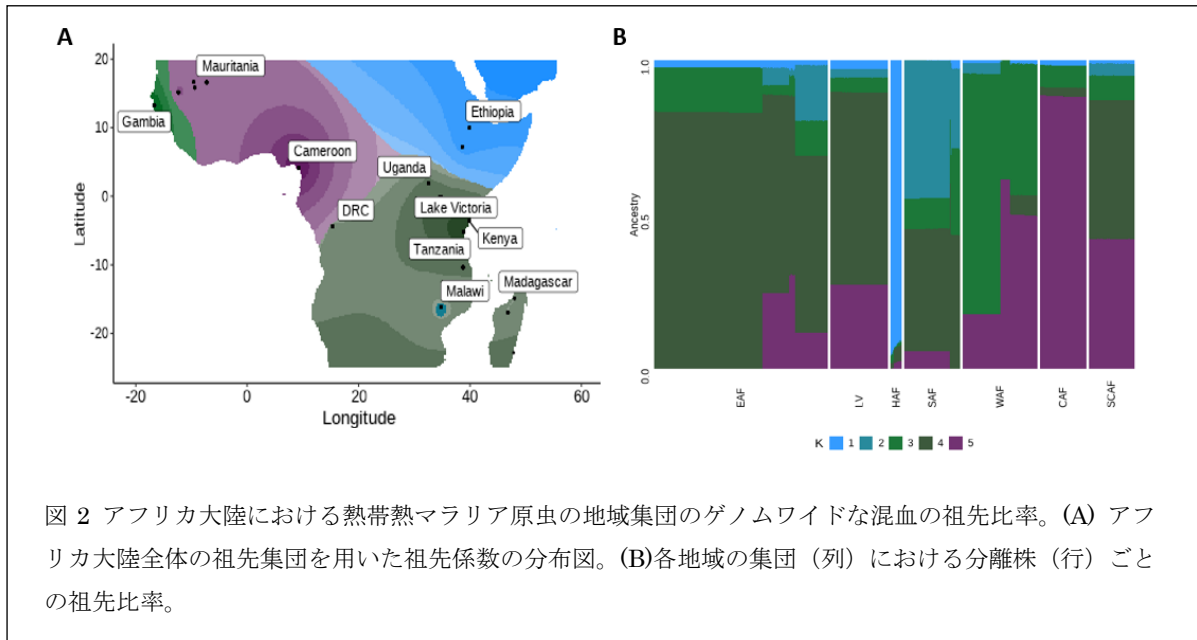 A
B
20
10
0
-10
-20
Latitude
Mauritania
Gambia
Ethiopia
Cameroon
Uganda
DRC
Lake Victoria
Kenya
Tanzania
Malawi
Madagascar
-20
0
20
40
60
Longitude
1.0
0.5
0.0
Ancestry
EAF
LV
HAF
SAF
WAF
CAF
SCAF
K 1 2 3 4 5
図 2 アフリカ大陸における熱帯熱マラリア原虫の地域集団のゲノムワイドな混血の祖先比率。(A) アフ
リカ大陸全体の祖先集団を用いた祖先係数の分布図。(B)各地域の集団（列）における分離株（行）ごと
の祖先比率。